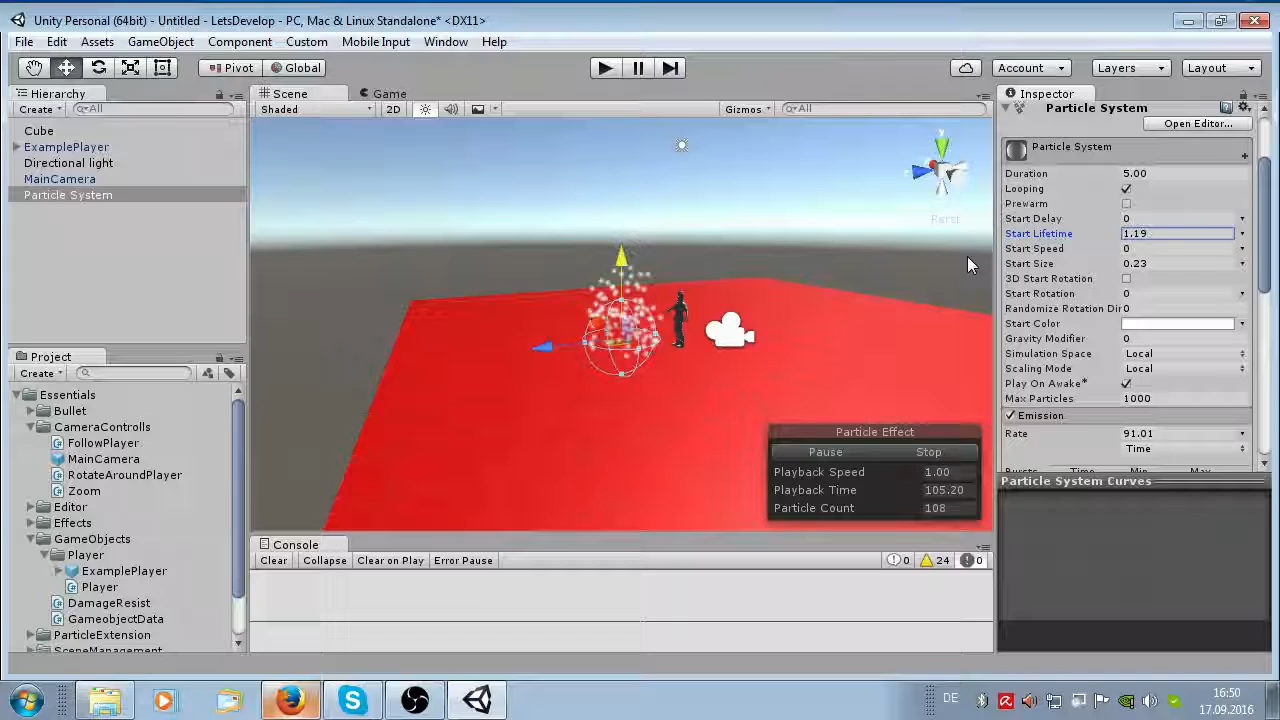 Unity Personal (64bit) - Untitled - LetsDevelop - PC, Mac & Linux Standalone* <DX11>
File Edit Assets GameObject Component Custom Mobile Input Window Help
Pivot Global Account Layers Layout
Hierarchy
Create All
Cube
ExamplePlayer
Directional light
MainCamera
Particle System
Project
Create
Essentials
Bullet
CameraControlls
FollowPlayer
MainCamera
RotateAroundPlayer
Zoom
Editor
Effects
GameObjects
Player
ExamplePlayer
Player
DamageResist
GameobjectData
ParticleExtension
SceneManagement
Scene Game
Shaded 2D Gizmos All
y
Persp
Particle Effect
Pause Stop
Playback Speed 1.00
Playback Time 105.20
Particle Count 108
Console
Clear Collapse Clear on Play Error Pause 0 24 0
Inspector
Particle System
Open Editor...
Particle System
Duration 5.00
Looping
Prewarm
Start Delay 0
Start Lifetime 1.19
Start Speed 0
Start Size 0.23
3D Start Rotation
Start Rotation 0
Randomize Rotation Dir 0
Start Color
Gravity Modifier 0
Simulation Space Local
Scaling Mode Local
Play On Awake*
Max Particles 1000
Emission
Rate 91.01
Time
Bursts Time Min Max
Particle System Curves
DE
16:50
17.09.2016